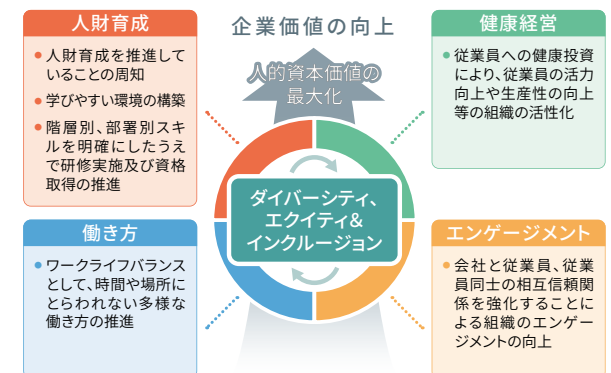 人財育成
● 人財育成を推進して
いることの周知
● 学びやすい環境の構築
● 階層別、部署別スキ
ルを明確にしたうえ
で研修実施及び資格
取得の推進
企業価値の向上
人的資本価値の
最大化
健康経営
● 従業員への健康投資
により、従業員の活力
向上や生産性の向上
等の組織の活性化
ダイバーシティ、
エクイティ&
インクルージョン
働き方
● ワークライフバランス
として、時間や場所に
とらわれない多様な
働き方の推進
エンゲージメント
● 会社と従業員、従業
員同士の相互信頼関
係を強化することに
よる組織のエンゲー
ジメントの向上